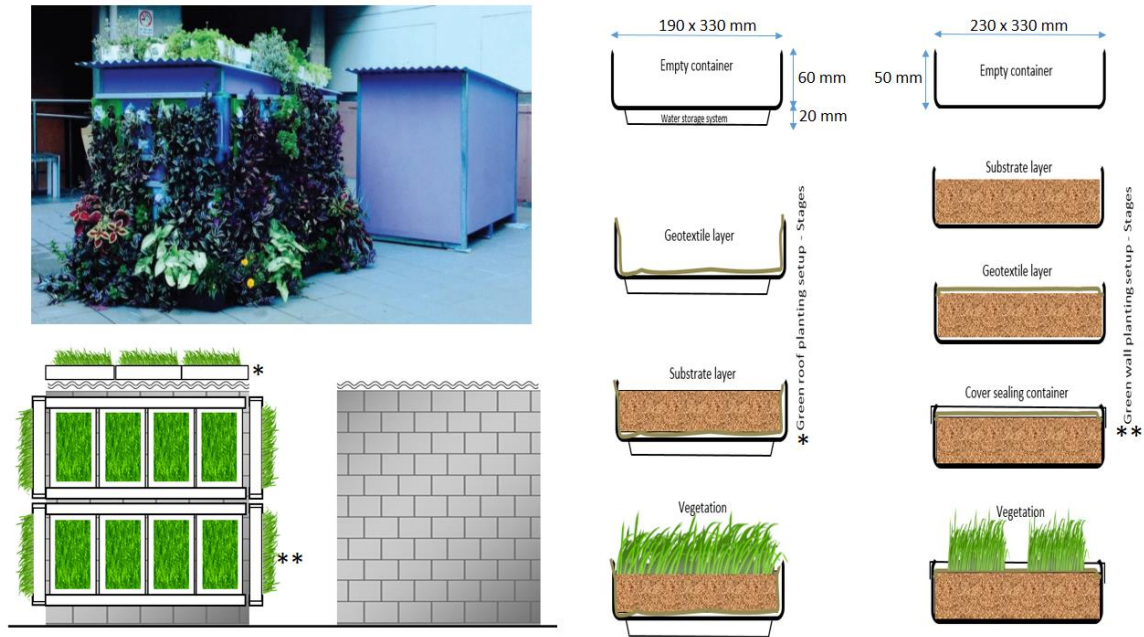 190 x 330 mm
Empty container
60 mm
Water storage system
20 mm
Geotextile layer
Substrate layer
*
Vegetation
Green roof planting setup - Stages
230 x 330 mm
50 mm
Empty container
Substrate layer
Geotextile layer
Cover sealing container
**
Vegetation
Green wall planting setup - Stages
*
**